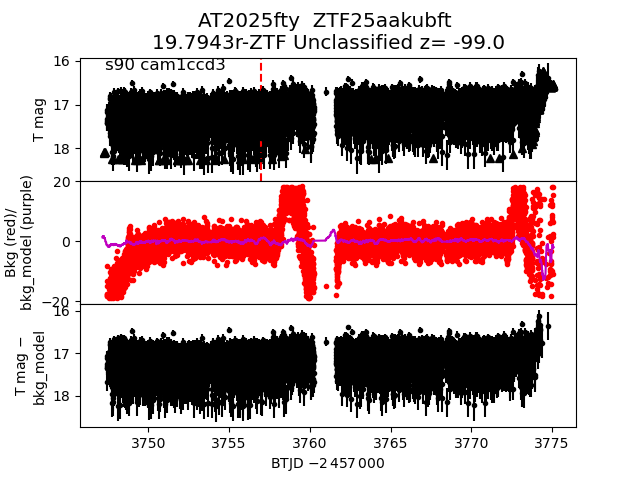 AT2025fty  ZTF25aakubft
19.7943r-ZTF Unclassified z= -99.0
s90 cam1ccd3
16
17
18
T mag
20
0
−20
Bkg (red)/
bkg_model (purple)
16
17
18
T mag −
bkg_model
3750
3755
3760
3765
3770
3775
BTJD −2 457 000